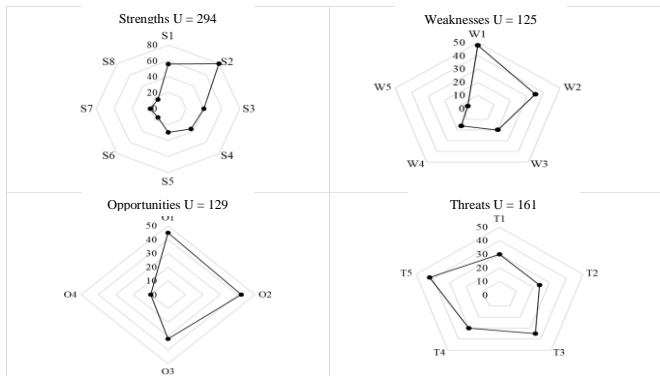 Strengths U = 294
S1
80
60
40
20
0
S2
S3
S4
S5
S6
S7
S8
Weaknesses U = 125
W1
50
40
30
20
10
0
W2
W3
W4
W5
Opportunities U = 129
O1
50
40
30
20
10
0
O2
O3
O4
Threats U = 161
T1
50
40
30
20
10
0
T2
T3
T4
T5